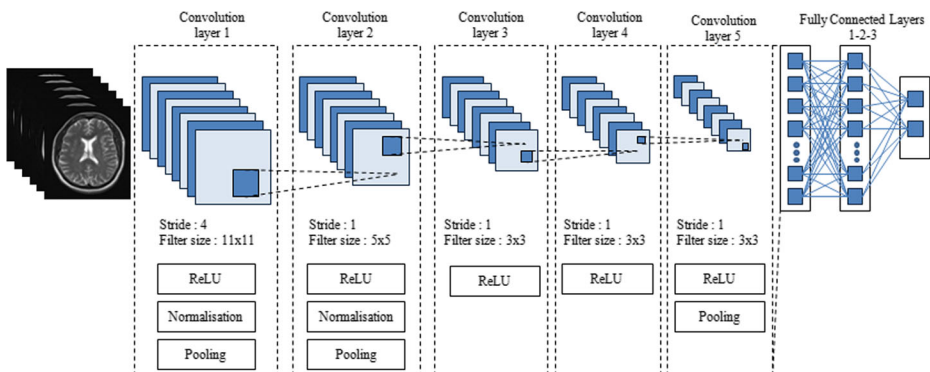 Convolution
layer 1
Convolution
layer 2
Convolution
layer 3
Convolution
layer 4
Convolution
layer 5
Fully Connected Layers
1-2-3
Stride : 4
Filter size : 11x11
Stride : 1
Filter size : 5x5
Stride : 1
Filter size : 3x3
Stride : 1
Filter size : 3x3
Stride : 1
Filter size : 3x3
ReLU
ReLU
ReLU
ReLU
ReLU
Normalisation
Normalisation
Pooling
Pooling
Pooling